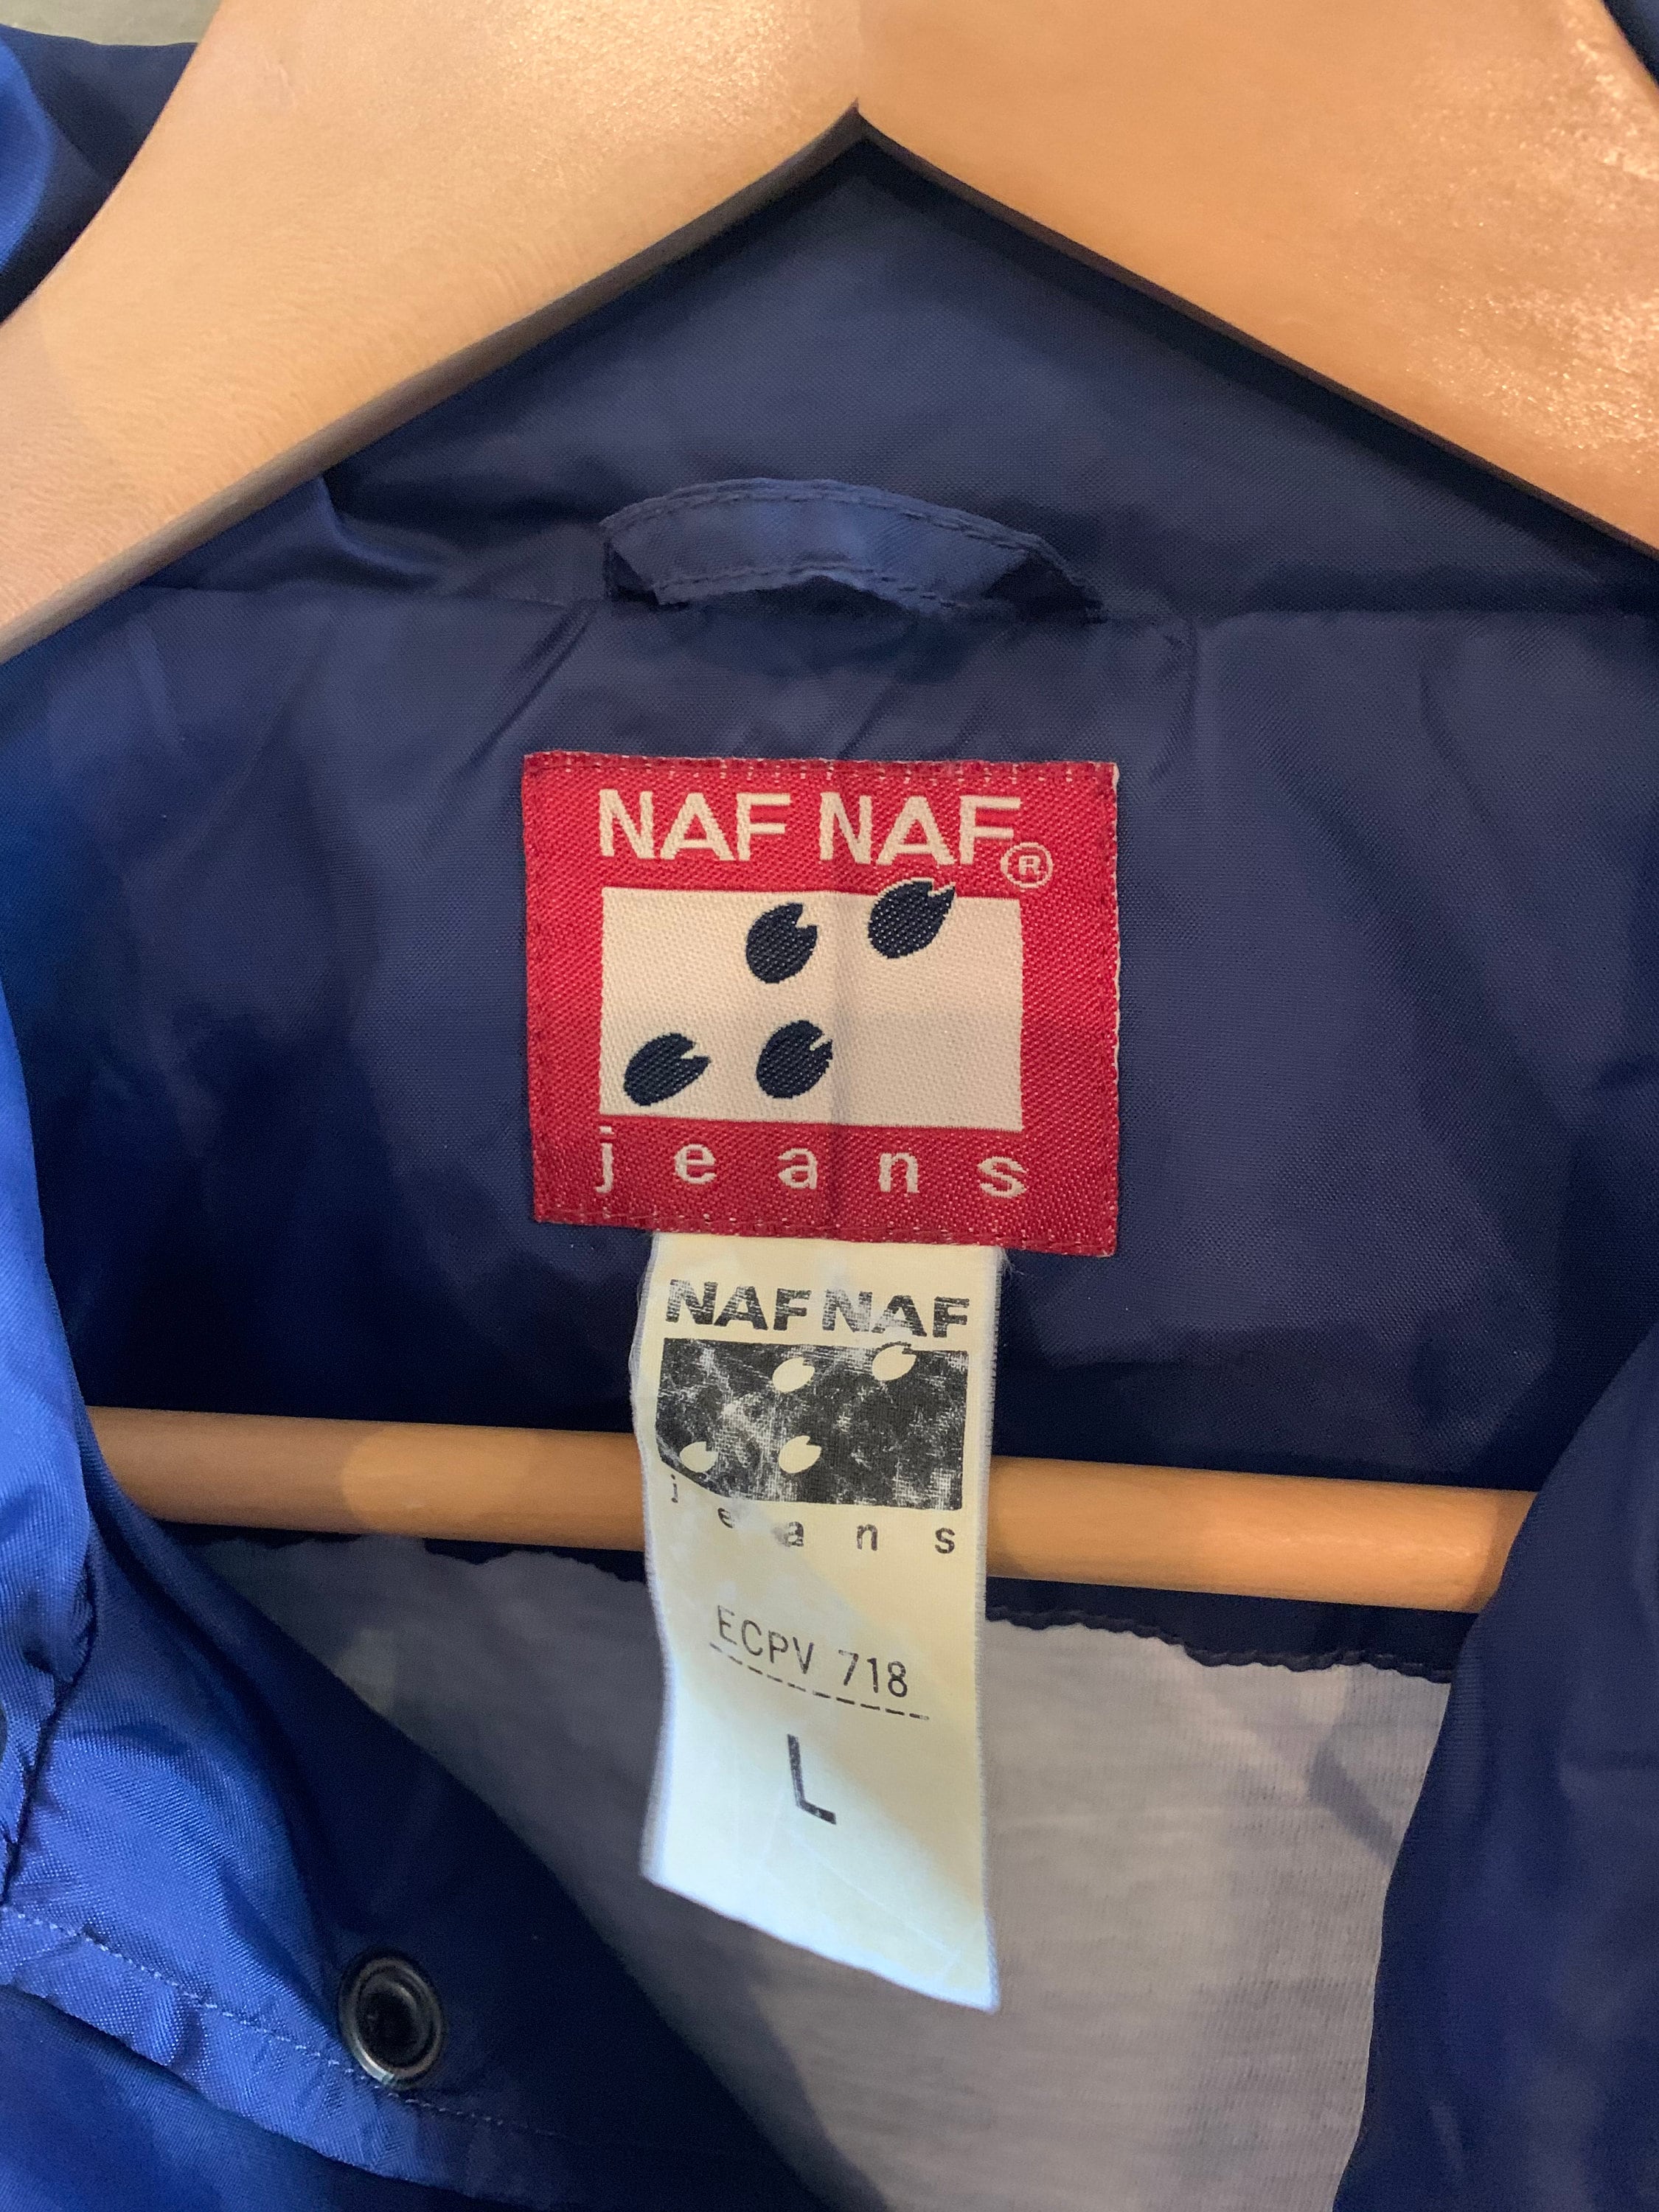 NAF NAF®
jeans
NAF NAF
jeans
ECPV 718
L